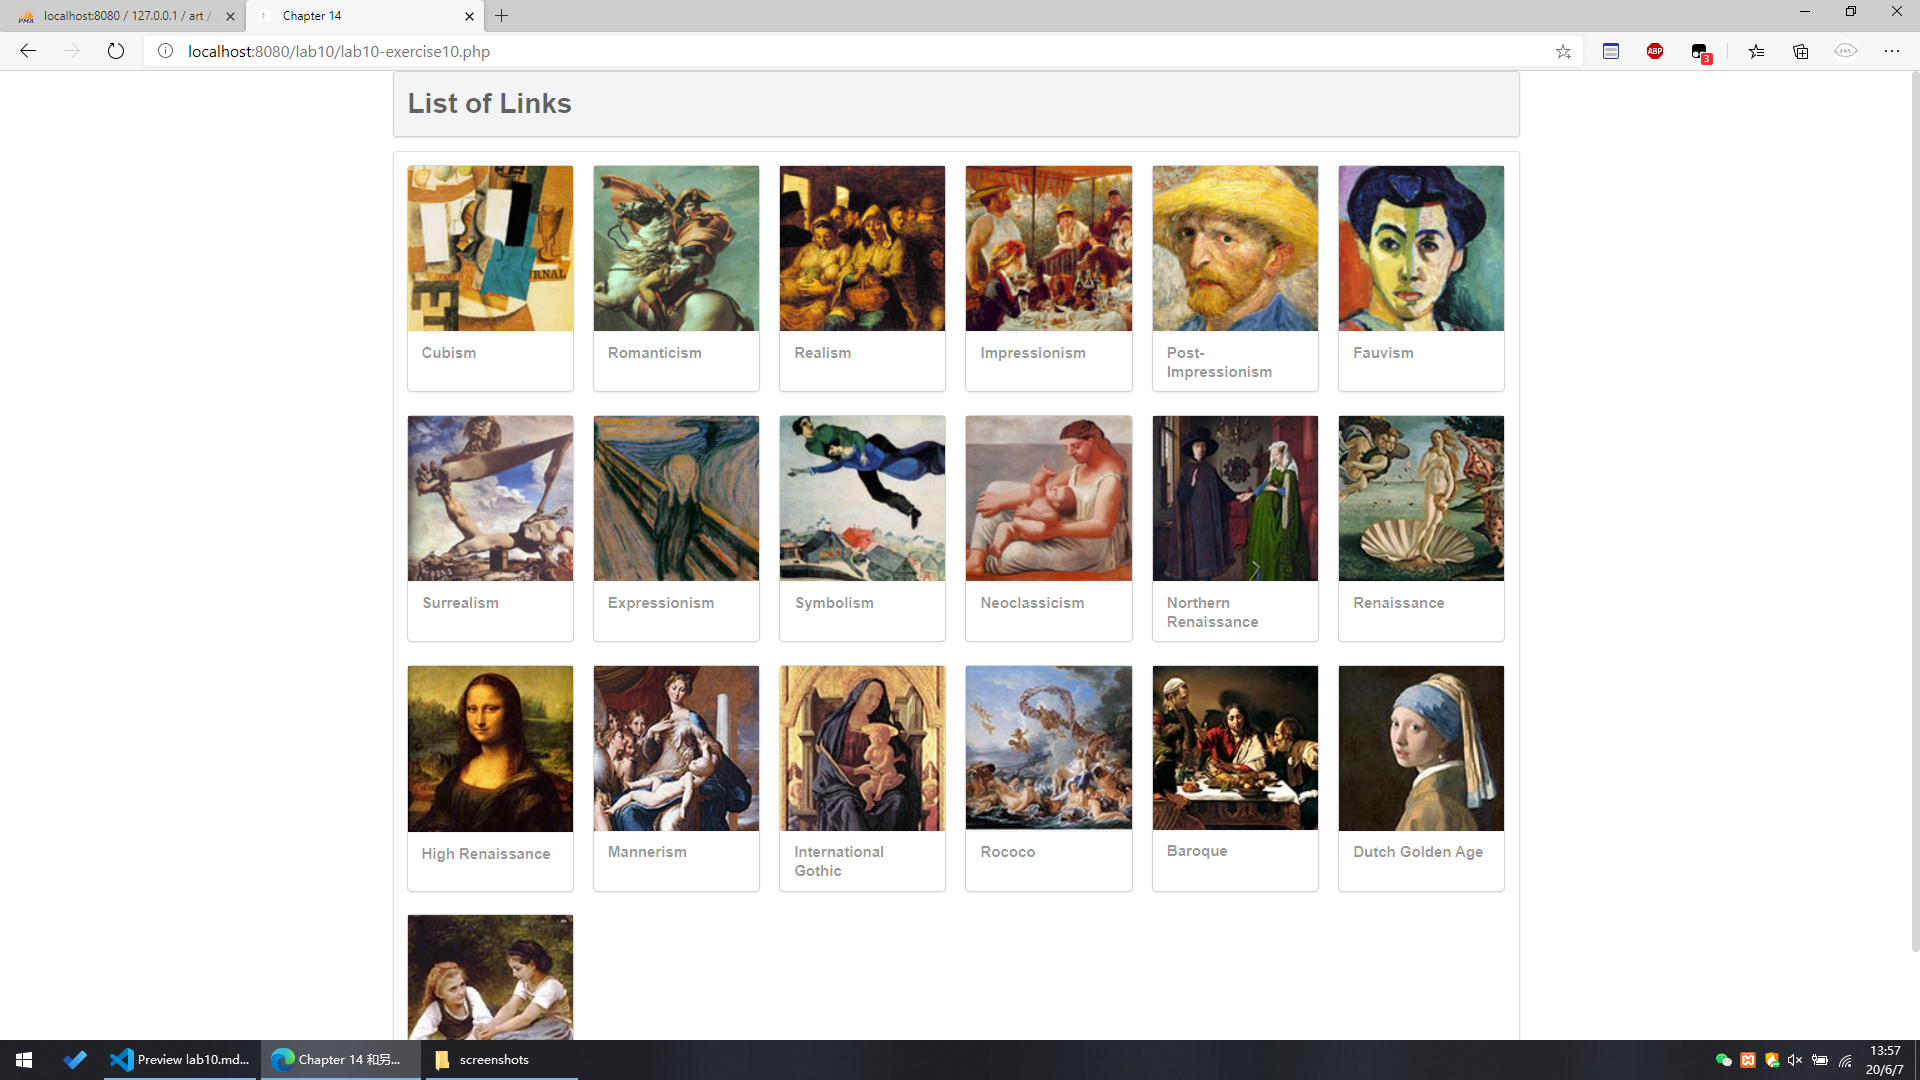 localhost:8080 / 127.0.0.1 / art /
Chapter 14
localhost:8080/lab10/lab10-exercise10.php
ABP
3
List of Links
Cubism
Romanticism
Realism
Impressionism
Post-
Impressionism
Fauvism
Surrealism
Expressionism
Symbolism
Neoclassicism
Northern
Renaissance
Renaissance
High Renaissance
Mannerism
International
Gothic
Rococo
Baroque
Dutch Golden Age
Preview lab10.md...
Chapter 14 和另...
screenshots
13:57
20/6/7